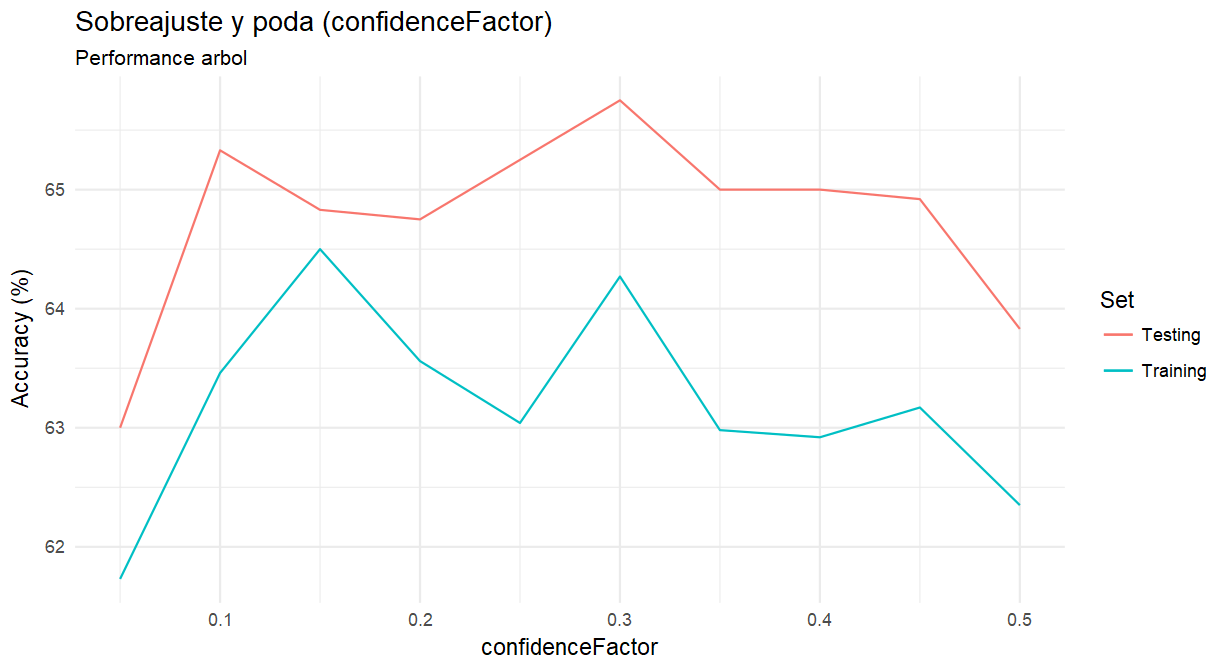 Sobreajuste y poda (confidenceFactor)
Performance arbol
Accuracy (%)
65
64
63
62
0.1
0.2
0.3
0.4
0.5
confidenceFactor
Set
Testing
Training